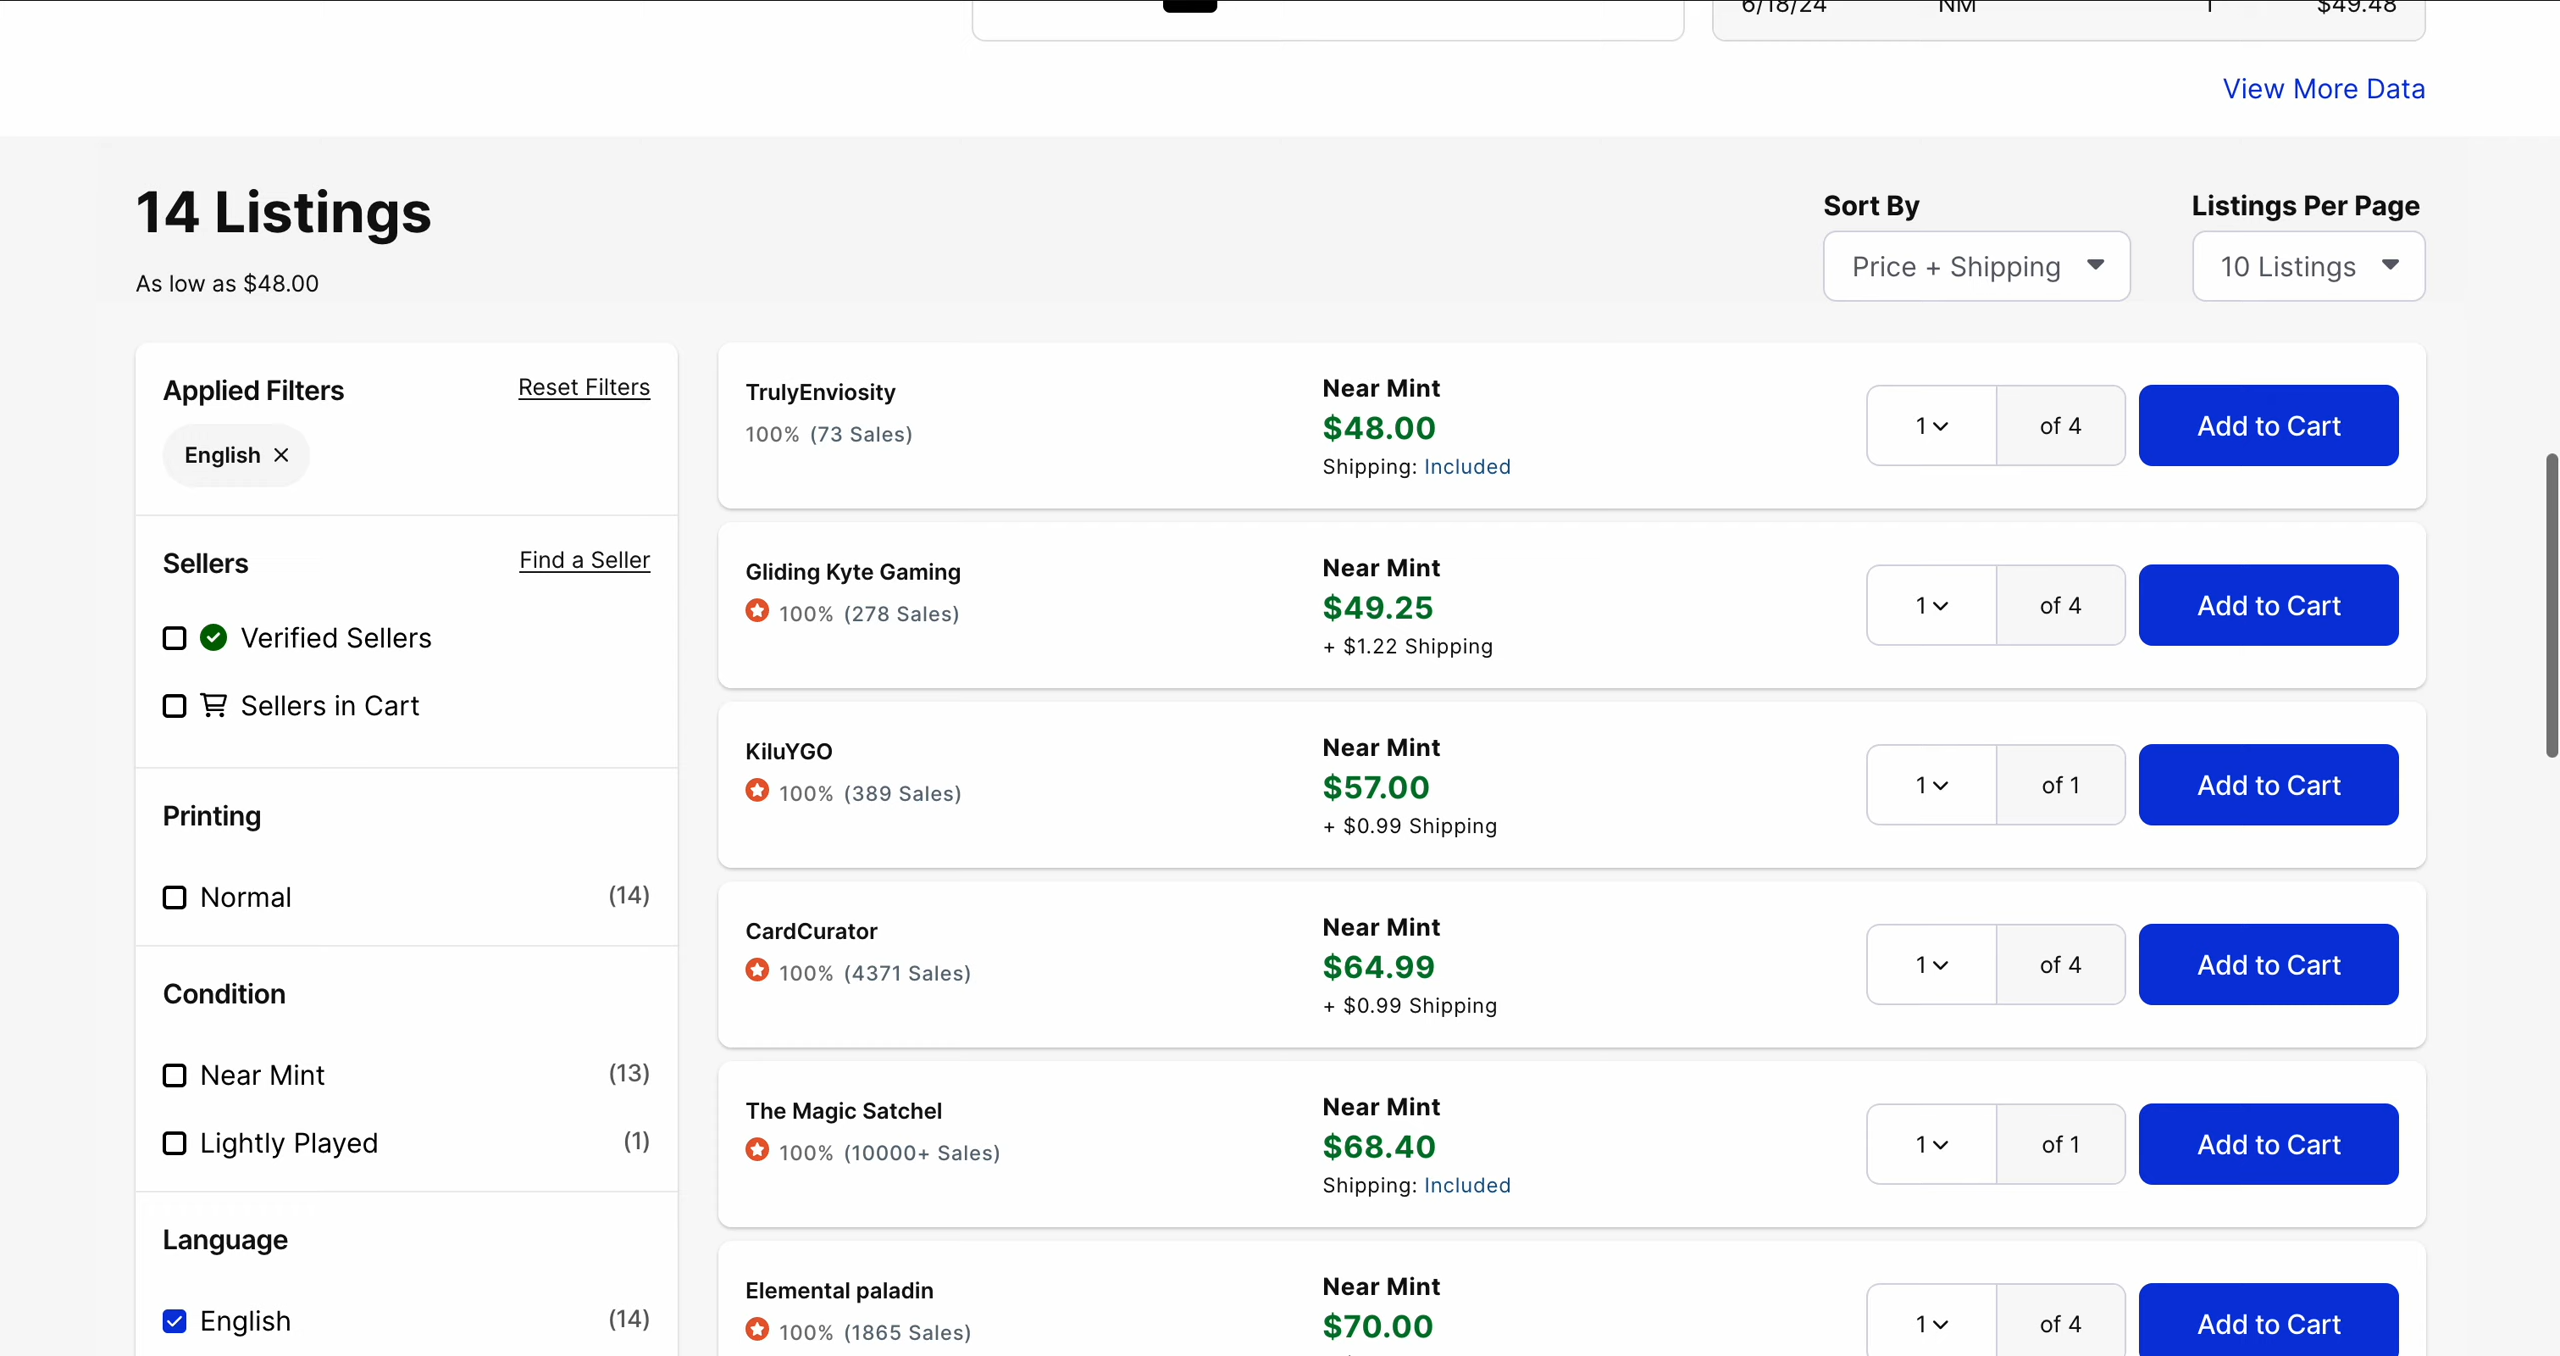 6/18/24 NM 1 $49.48
View More Data
14 Listings
As low as $48.00
Sort By
Price + Shipping
Listings Per Page
10 Listings
Applied Filters
Reset Filters
English
Sellers
Find a Seller
Verified Sellers
Sellers in Cart
Printing
Normal (14)
Condition
Near Mint (13)
Lightly Played (1)
Language
English (14)
TrulyEnviosity
100% (73 Sales)
Near Mint
$48.00
Shipping: Included
1 of 4
Add to Cart
Gliding Kyte Gaming
100% (278 Sales)
Near Mint
$49.25
+ $1.22 Shipping
1 of 4
Add to Cart
KiluYGO
100% (389 Sales)
Near Mint
$57.00
+ $0.99 Shipping
1 of 1
Add to Cart
CardCurator
100% (4371 Sales)
Near Mint
$64.99
+ $0.99 Shipping
1 of 4
Add to Cart
The Magic Satchel
100% (10000+ Sales)
Near Mint
$68.40
Shipping: Included
1 of 1
Add to Cart
Elemental paladin
100% (1865 Sales)
Near Mint
$70.00
1 of 4
Add to Cart